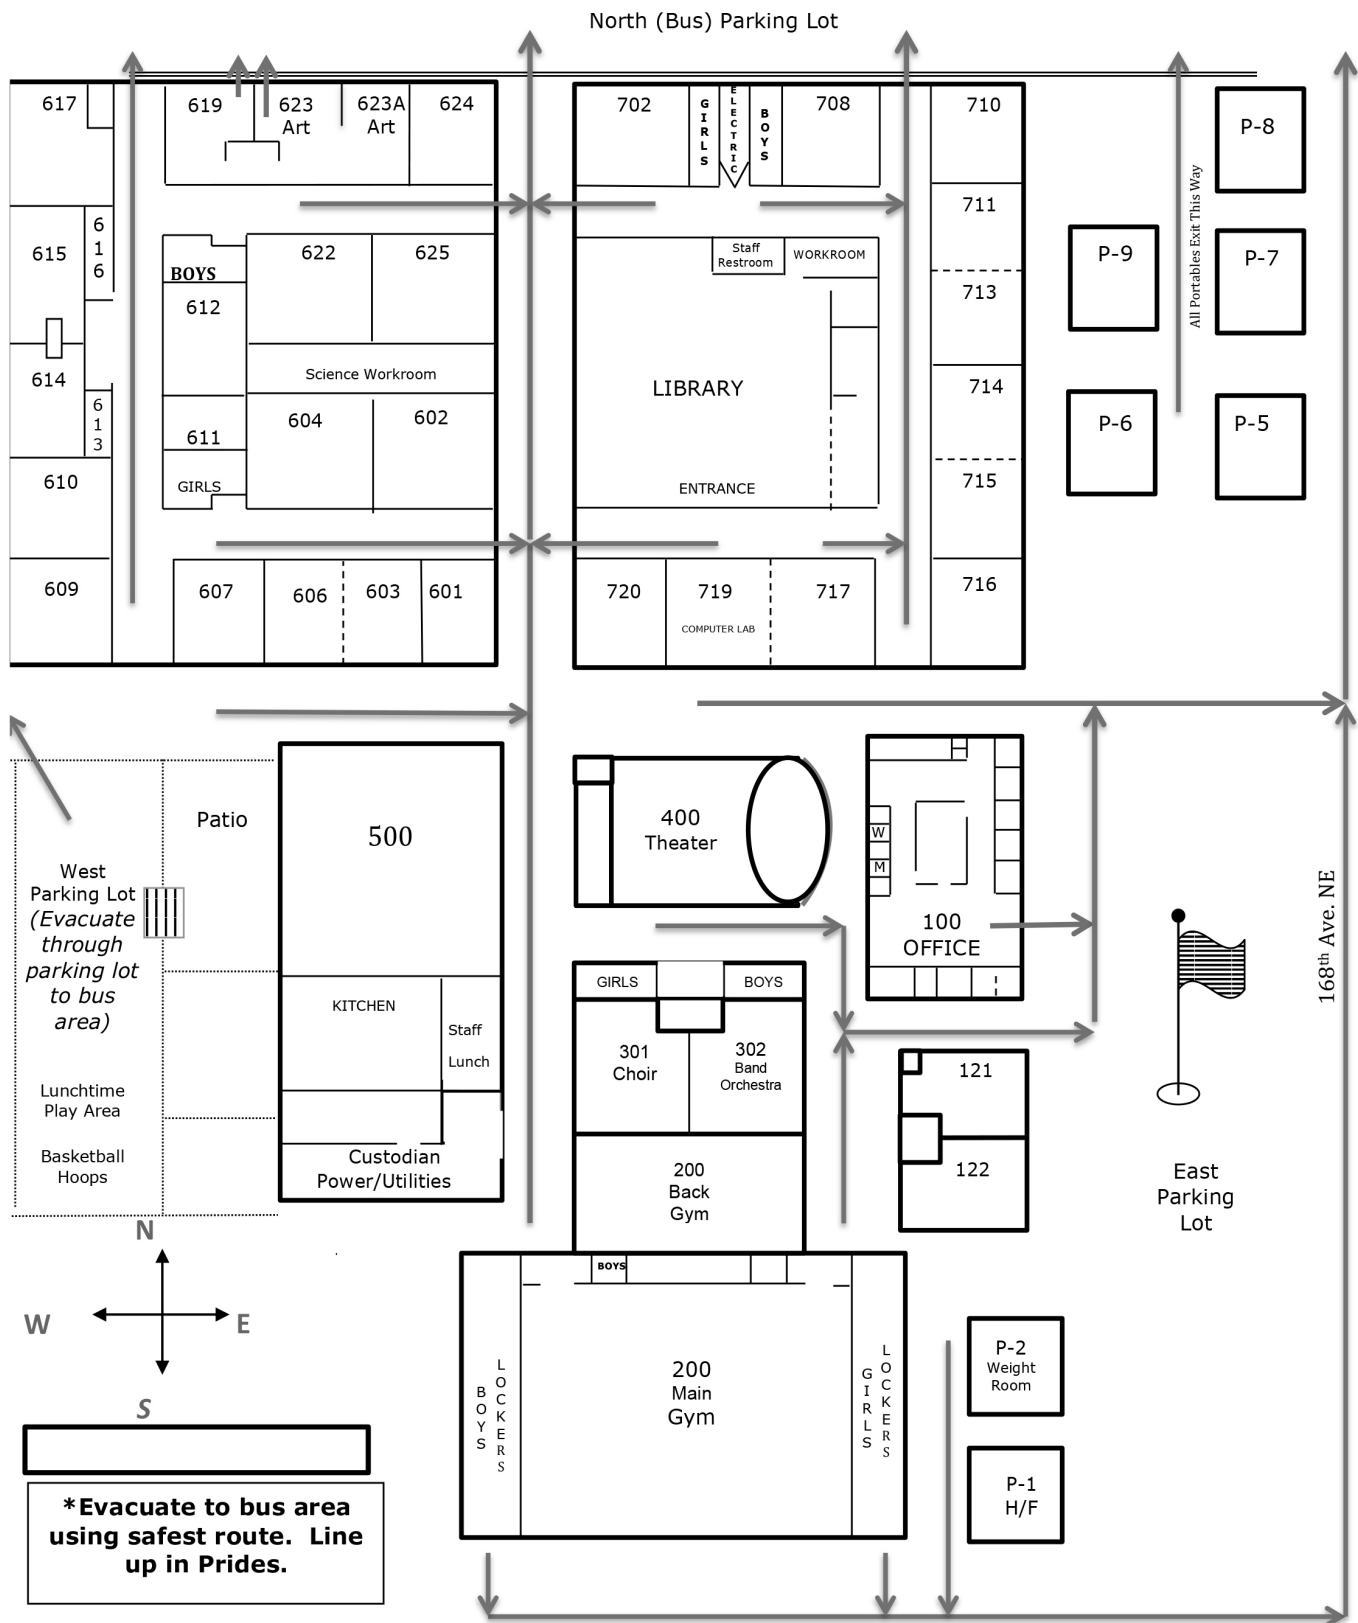 North (Bus) Parking Lot
617
619
623
Art
623A
Art
624
702
GIRLS
ELECTRIC
BOYS
708
710
P-8
All Portables Exit This Way
615
616
BOYS
622
625
Staff
Restroom
WORKROOM
711
P-9
P-7
612
713
614
Science Workroom
LIBRARY
714
613
611
604
602
P-6
P-5
610
GIRLS
ENTRANCE
715
609
607
606
603
601
720
719
COMPUTER LAB
717
716
Patio
500
400
Theater
W
M
100
OFFICE
168th Ave. NE
West
Parking Lot
(Evacuate
through
parking lot
to bus
area)
KITCHEN
Staff
Lunch
GIRLS
BOYS
301
Choir
302
Band
Orchestra
121
122
Lunchtime
Play Area
Basketball
Hoops
Custodian
Power/Utilities
200
Back
Gym
East
Parking
Lot
N
W
E
S
BOYS
BOYS
LOCKERS
200
Main
Gym
GIRLS
LOCKERS
P-2
Weight
Room
P-1
H/F
*Evacuate to bus area
using safest route.  Line
up in Prides.